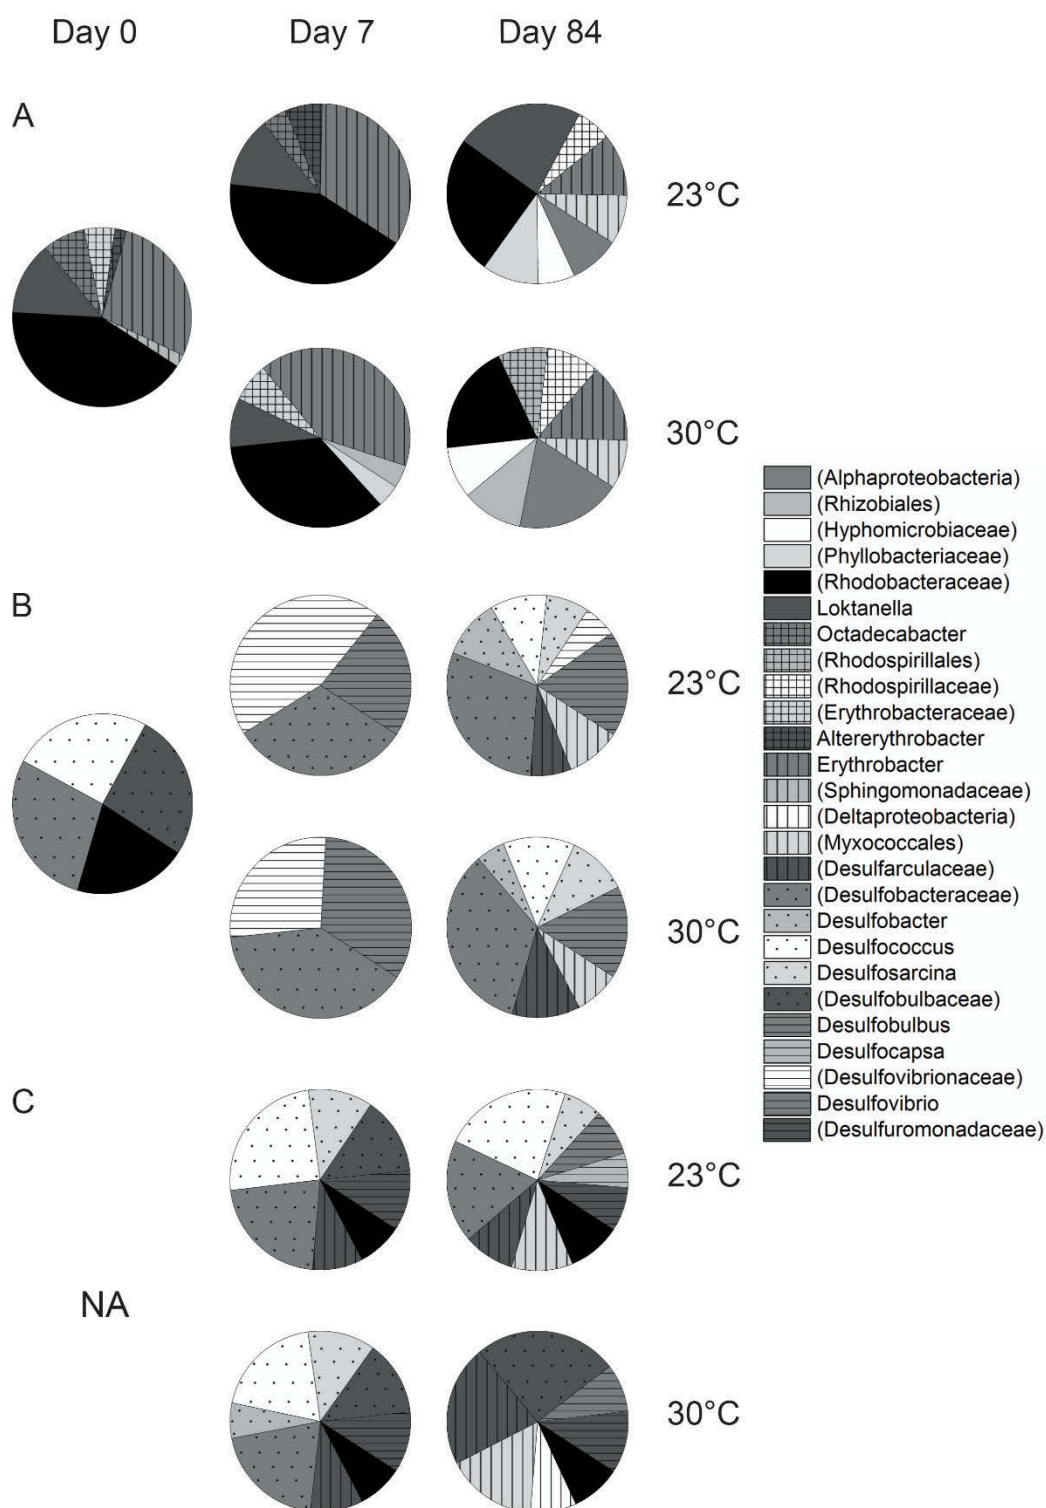 Day 0 Day 7 Day 84
A
23°C
30°C
B
23°C
30°C
C
23°C
NA
30°C
(Alphaproteobacteria)
(Rhizobiales)
(Hyphomicrobiaceae)
(Phyllobacteriaceae)
(Rhodobacteraceae)
Loktanella
Octadecabacter
(Rhodospirillales)
(Rhodospirillaceae)
(Erythrobacteraceae)
Altererythrobacter
Erythrobacter
(Sphingomonadaceae)
(Deltaproteobacteria)
(Myxococcales)
(Desulfarculaceae)
(Desulfobacteraceae)
Desulfobacter
Desulfococcus
Desulfosarcina
(Desulfobulbaceae)
Desulfobulbus
Desulfocapsa
(Desulfovibrionaceae)
Desulfovibrio
(Desulfuromonadaceae)